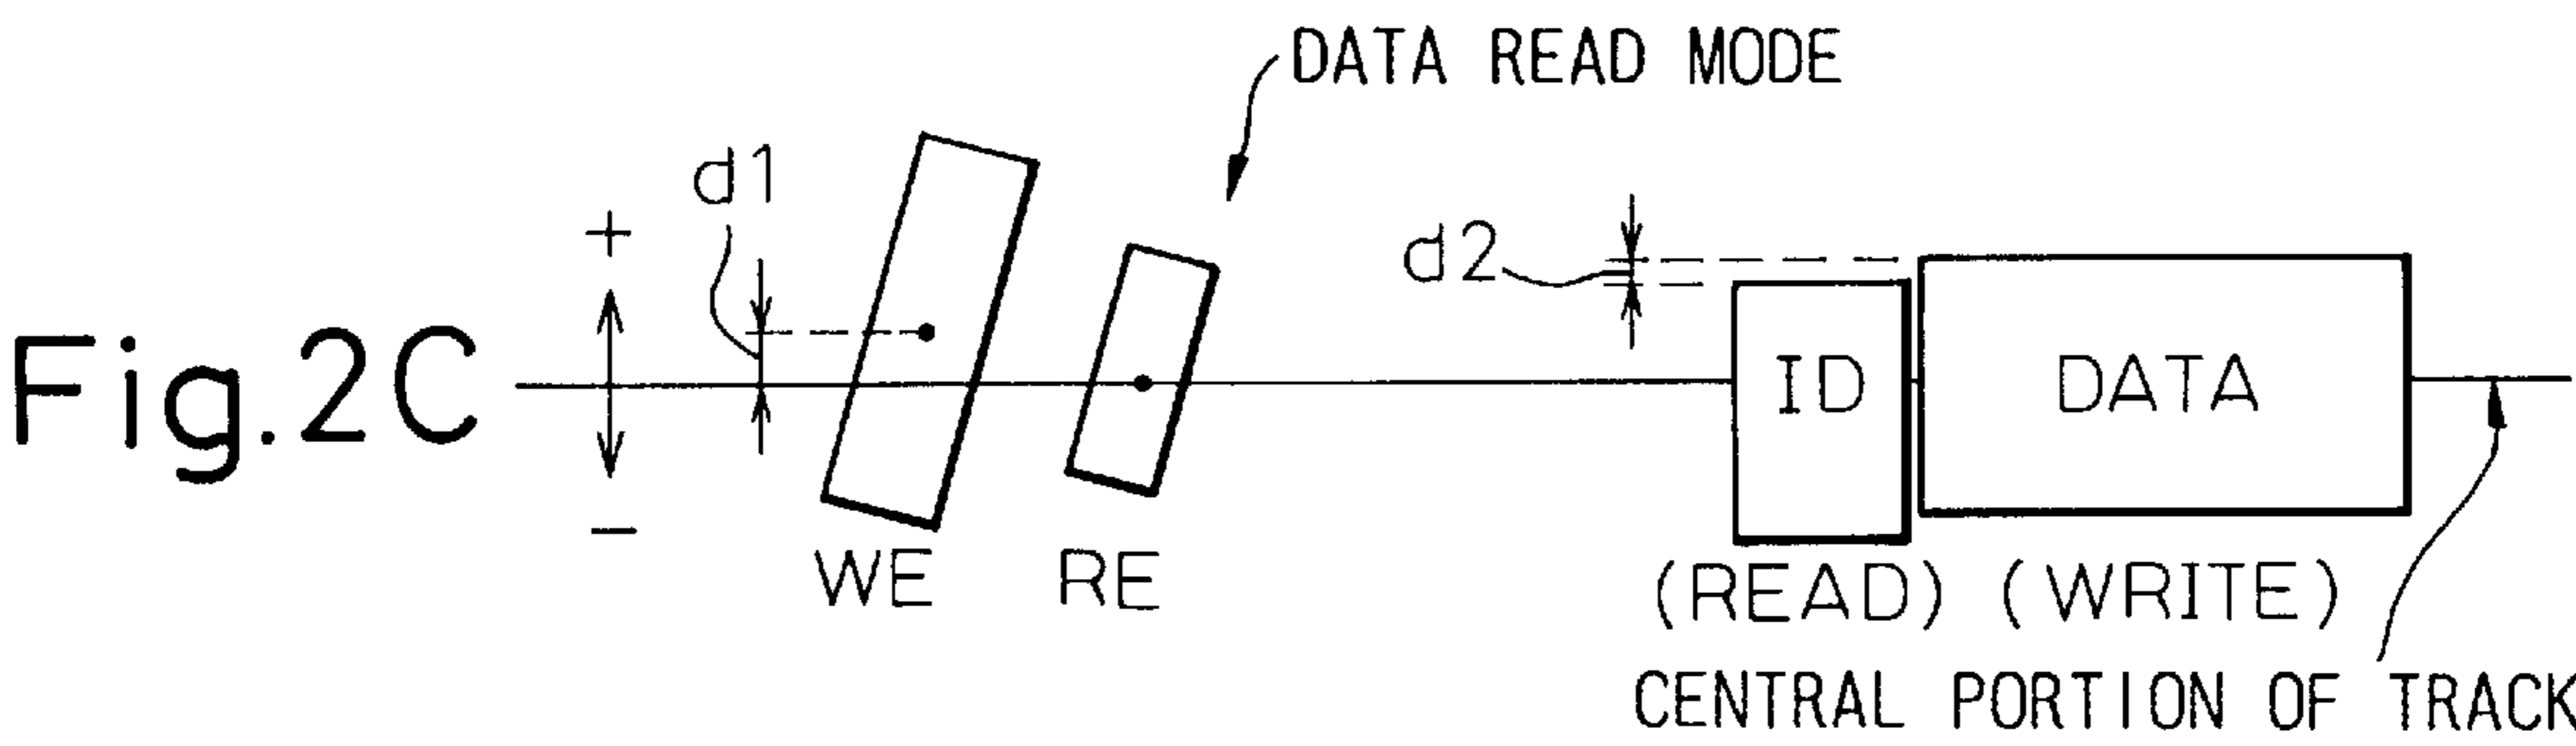 DATA READ MODE
d1
+
d2
Fig.2C
ID
DATA
−
WE
RE
(READ) (WRITE)
CENTRAL PORTION OF TRACK